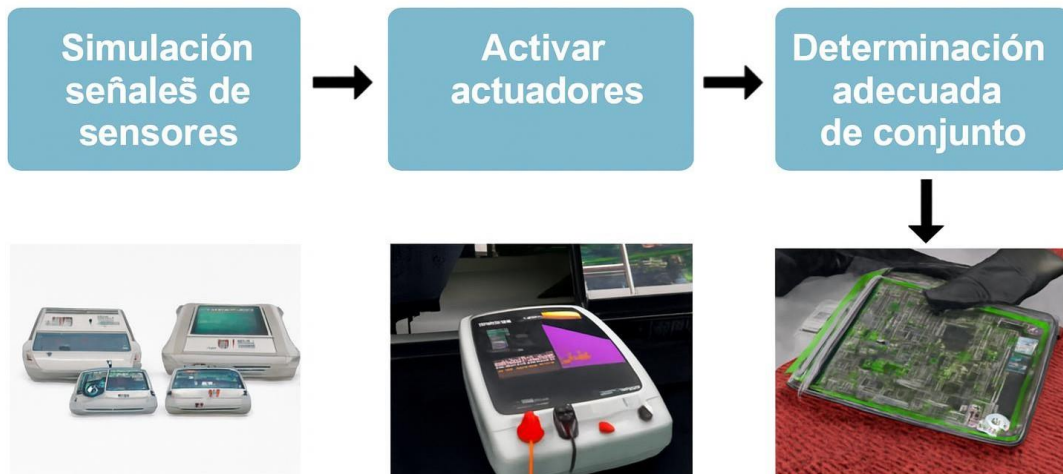 Simulación
señales̃ de
sensores
Activar
actuadores
Determinación
adecuada
de conjunto